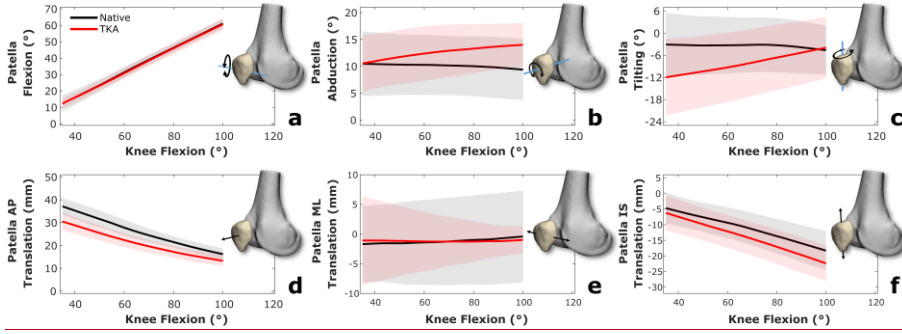 Native
TKA
Patella
Flexion (°)
70
60
50
40
30
20
10
0
40 60 80 100 120
Knee Flexion (°)
a
Patella
Abduction (°)
20
15
10
5
0
40 60 80 100 120
Knee Flexion (°)
b
Patella
Tilting (°)
6
0
-6
-12
-18
-24
40 60 80 100 120
Knee Flexion (°)
c
Patella AP
Translation (mm)
50
40
30
20
10
0
40 60 80 100 120
Knee Flexion (°)
d
Patella ML
Translation (mm)
10
5
0
-5
-10
40 60 80 100 120
Knee Flexion (°)
e
Patella IS
Translation (mm)
0
-5
-10
-15
-20
-25
-30
40 60 80 100 120
Knee Flexion (°)
f